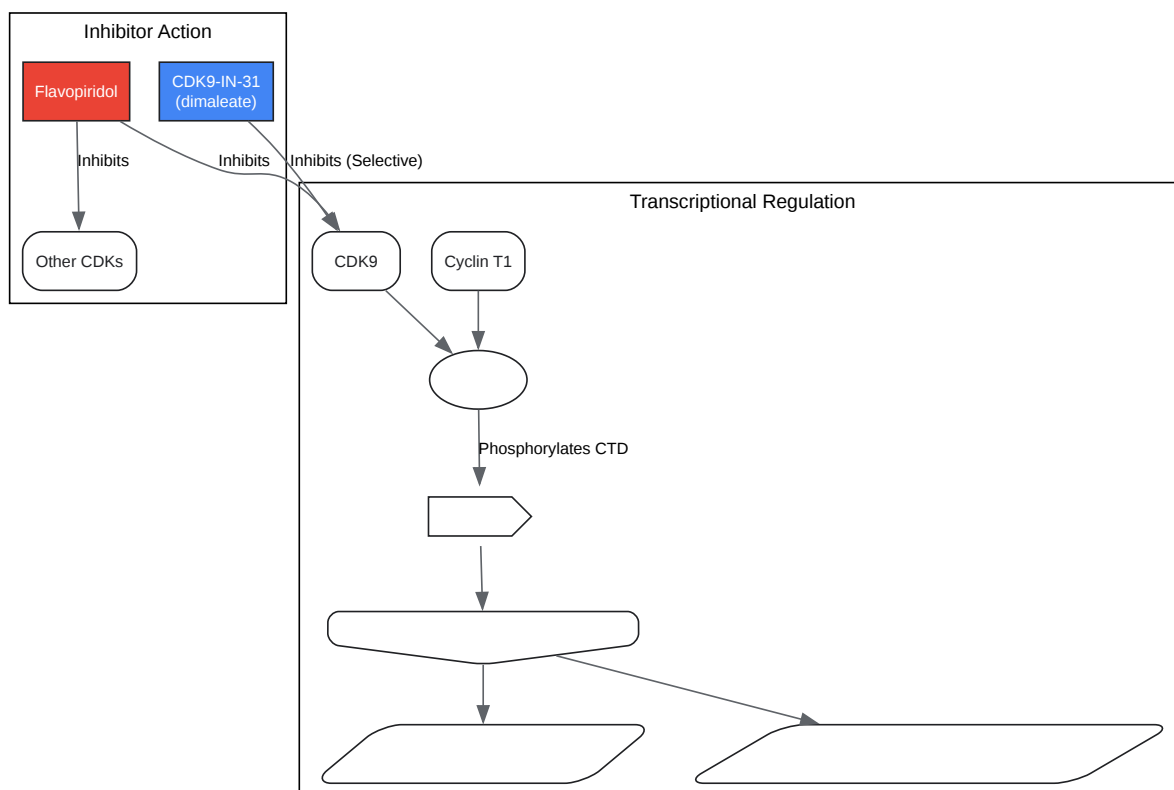 Inhibitor Action
Flavopiridol
CDK9-IN-31
(dimaleate)
Inhibits
Inhibits
Inhibits (Selective)
Transcriptional Regulation
Other CDKs
CDK9
Cyclin T1
Phosphorylates CTD